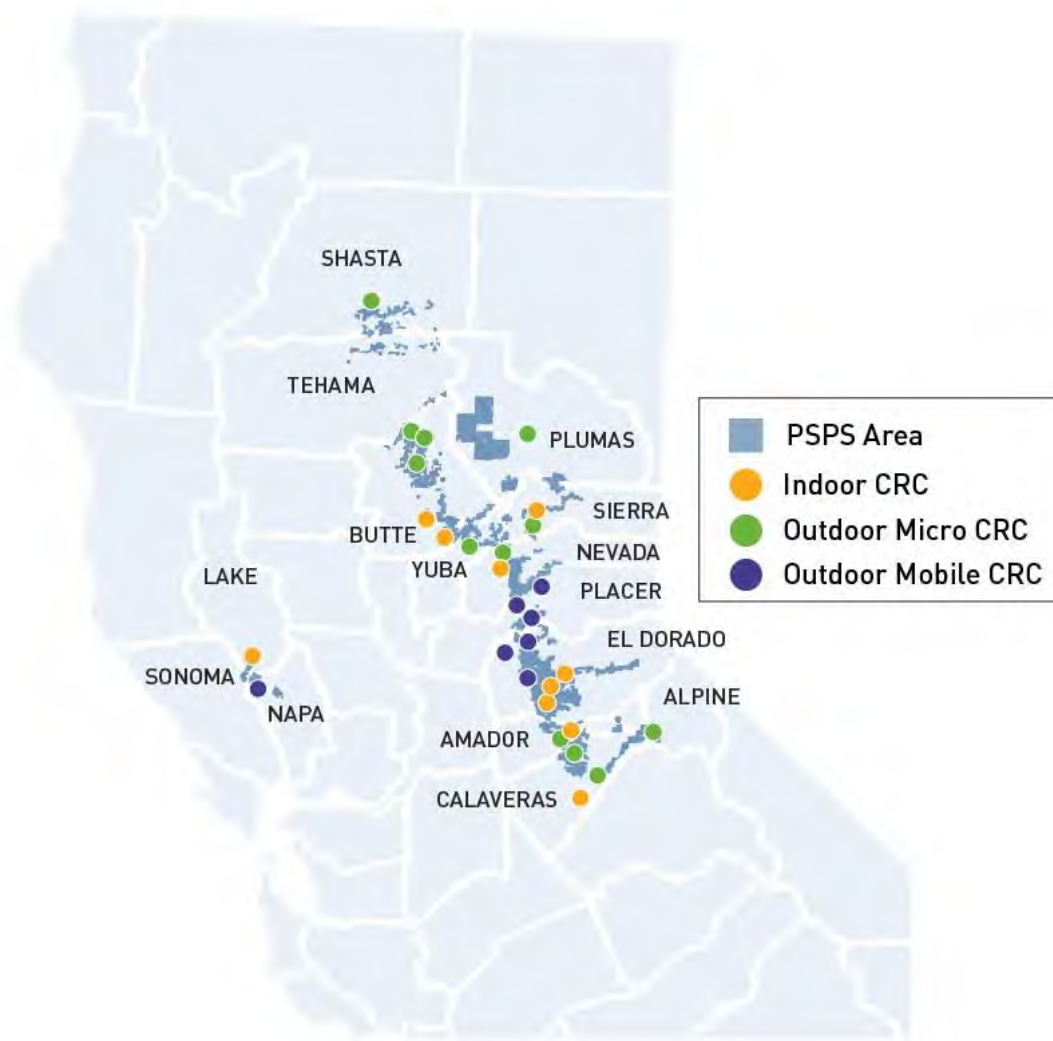 SHASTA
TEHAMA
PLUMAS
SIERRA
BUTTE
NEVADA
YUBA
LAKE
PLACER
EL DORADO
SONOMA
ALPINE
NAPA
AMADOR
CALAVERAS
PSPS Area
Indoor CRC
Outdoor Micro CRC
Outdoor Mobile CRC